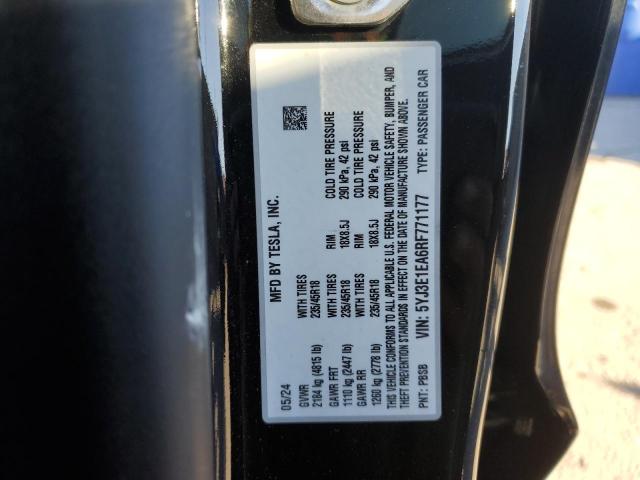 MFD BY TESLA, INC.
05/24
GVWR
2184 kg (4815 lb)
GAWR FRT WITH TIRES RIM COLD TIRE PRESSURE
1110 kg (2447 lb) 235/45R18 18X8.5J 290 kPa, 42 psi
GAWR RR WITH TIRES RIM COLD TIRE PRESSURE
1260 kg (2778 lb) 235/45R18 18X8.5J 290 kPa, 42 psi
THIS VEHICLE CONFORMS TO ALL APPLICABLE U.S. FEDERAL MOTOR VEHICLE SAFETY, BUMPER, AND
THEFT PREVENTION STANDARDS IN EFFECT ON THE DATE OF MANUFACTURE SHOWN ABOVE.
VIN: 5YJ3E1EA6RF771177 TYPE: PASSENGER CAR
PNT: PBSB